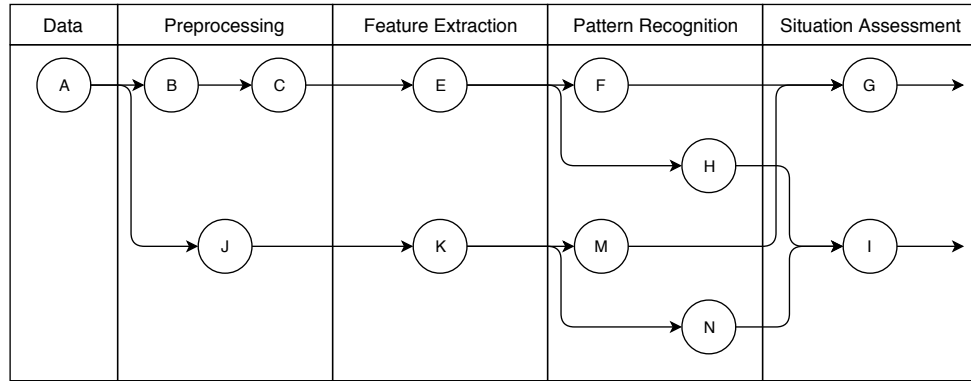 Data Preprocessing Feature Extraction Pattern Recognition Situation Assessment
A B C E F G
H
J K M I
N